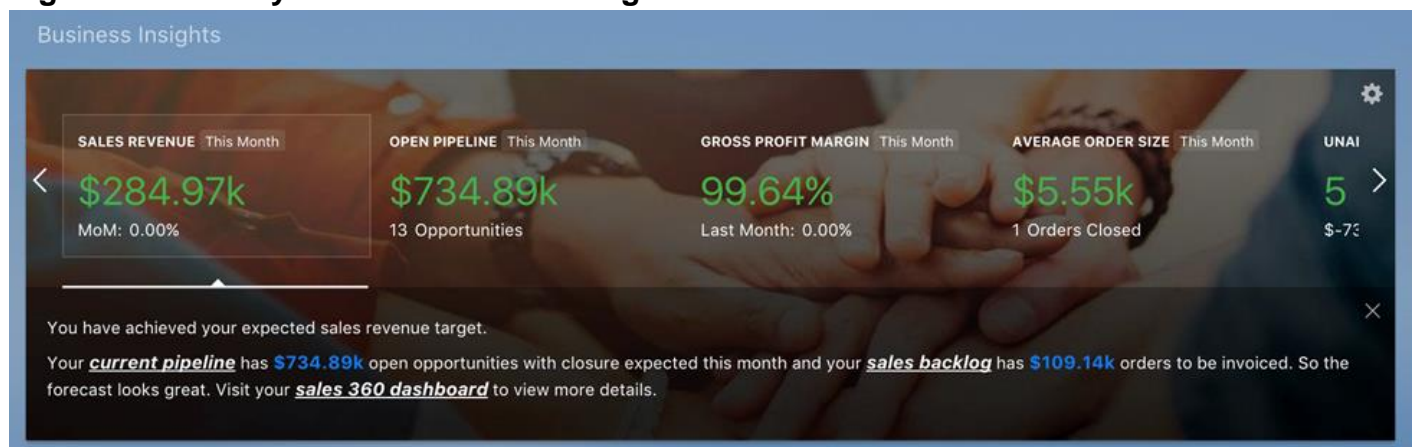 Business Insights
SALES REVENUE This Month
$284.97k
MoM: 0.00%
OPEN PIPELINE This Month
$734.89k
13 Opportunities
GROSS PROFIT MARGIN This Month
99.64%
Last Month: 0.00%
AVERAGE ORDER SIZE This Month
$5.55k
1 Orders Closed
UNAI
5
$-73
You have achieved your expected sales revenue target.
Your current pipeline has $734.89k open opportunities with closure expected this month and your sales backlog has $109.14k orders to be invoiced. So the
forecast looks great. Visit your sales 360 dashboard to view more details.